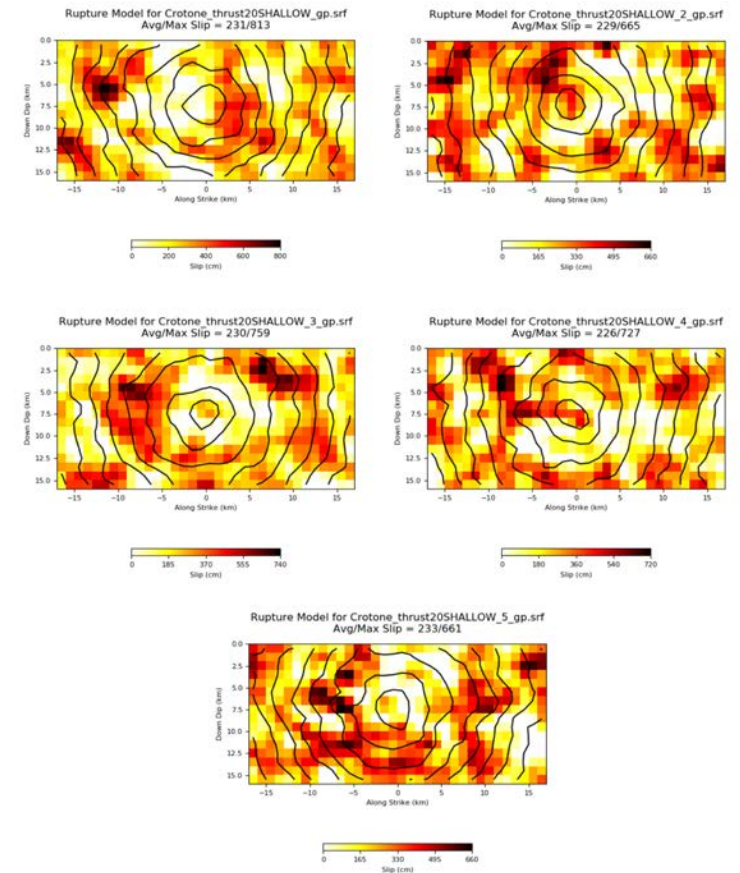 Rupture Model for Crotone_thrust20SHALLOW_gp.srf
Avg/Max Slip = 231/813
0.0
2.5
5.0
7.5
10.0
12.5
15.0
Down Dip (km)
−15 −10 −5 0 5 10 15
Along Strike (km)
0 200 400 600 800
Slip (cm)
Rupture Model for Crotone_thrust20SHALLOW_2_gp.srf
Avg/Max Slip = 229/665
0.0
2.5
5.0
7.5
10.0
12.5
15.0
Down Dip (km)
−15 −10 −5 0 5 10 15
Along Strike (km)
0 165 330 495 660
Slip (cm)
Rupture Model for Crotone_thrust20SHALLOW_3_gp.srf
Avg/Max Slip = 230/759
0.0
2.5
5.0
7.5
10.0
12.5
15.0
Down Dip (km)
−15 −10 −5 0 5 10 15
Along Strike (km)
0 185 370 555 740
Slip (cm)
Rupture Model for Crotone_thrust20SHALLOW_4_gp.srf
Avg/Max Slip = 226/727
0.0
2.5
5.0
7.5
10.0
12.5
15.0
Down Dip (km)
−15 −10 −5 0 5 10 15
Along Strike (km)
0 180 360 540 720
Slip (cm)
Rupture Model for Crotone_thrust20SHALLOW_5_gp.srf
Avg/Max Slip = 233/661
0.0
2.5
5.0
7.5
10.0
12.5
15.0
Down Dip (km)
−15 −10 −5 0 5 10 15
Along Strike (km)
0 165 330 495 660
Slip (cm)